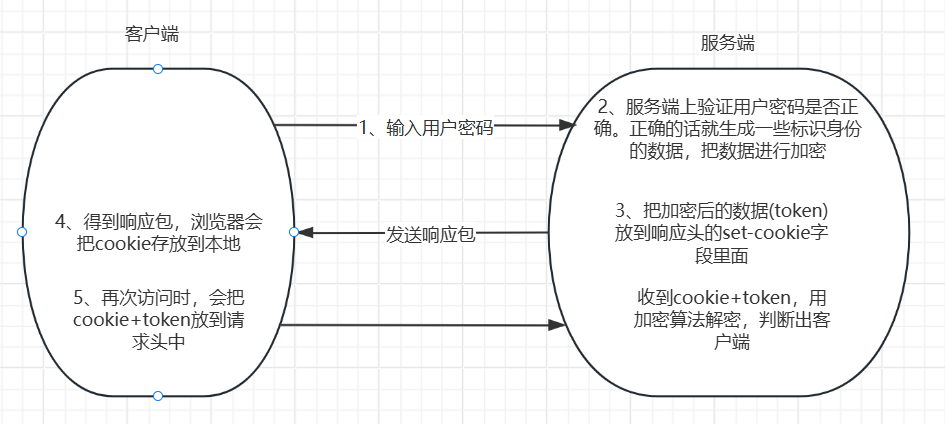 客户端
服务端
1、输入用户密码
2、服务端上验证用户密码是否正
确。正确的话就生成一些标识身份
的数据，把数据进行加密
3、把加密后的数据(token)
放到响应头的set-cookie字
段里面
发送响应包
4、得到响应包，浏览器会
把cookie存放到本地
5、再次访问时，会把
cookie+token放到请
求头中
收到cookie+token，用
加密算法解密，判断出客
户端